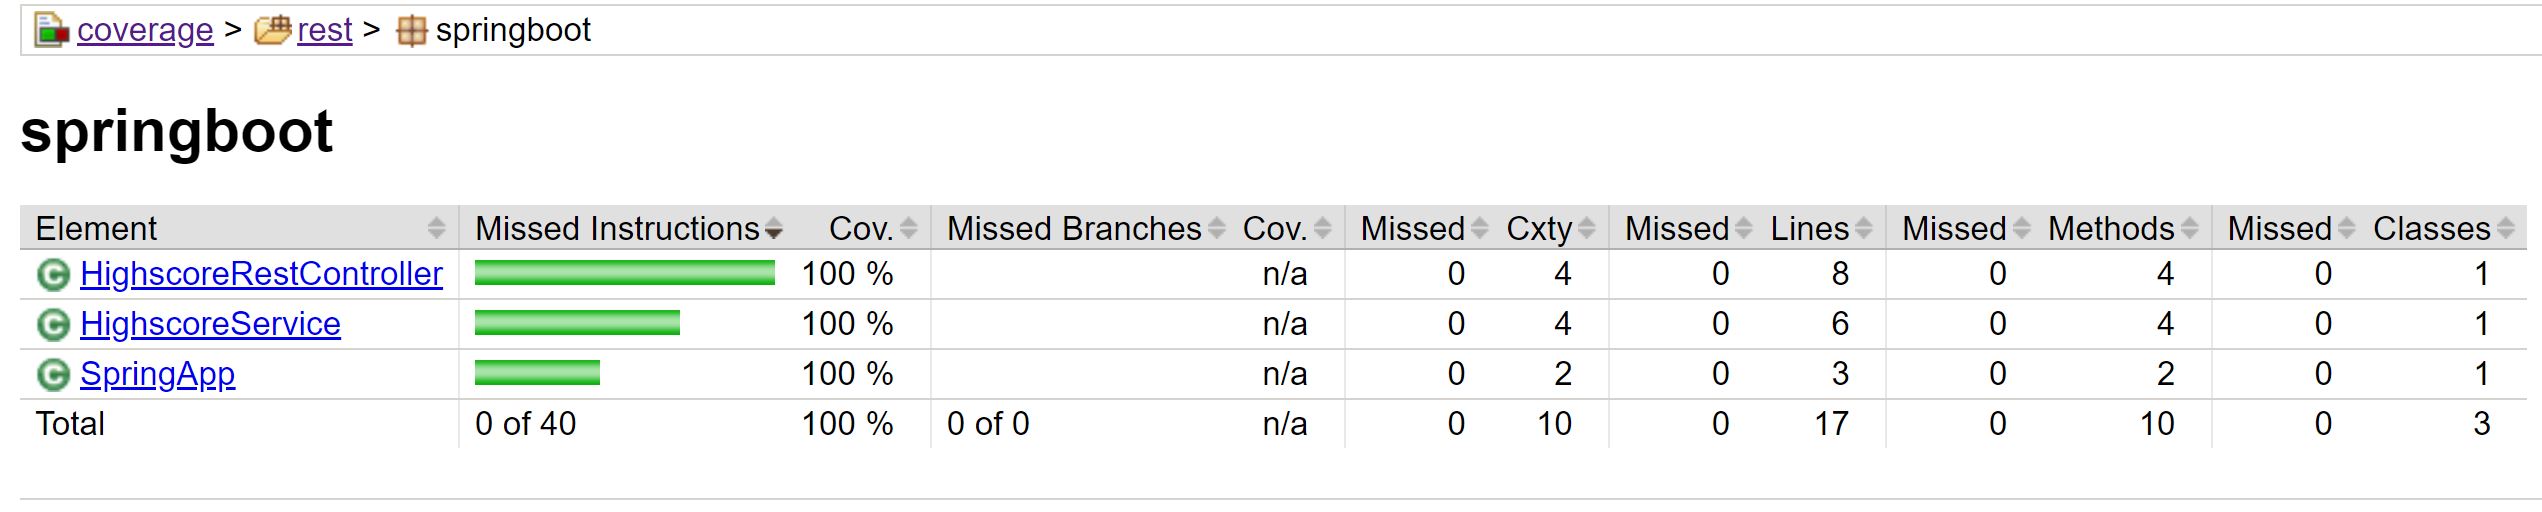 coverage > rest > springboot
springboot
Element Missed Instructions Cov. Missed Branches Cov. Missed Cxty Missed Lines Missed Methods Missed Classes
C HighscoreRestController 100 % n/a 0 4 0 8 0 4 0 1
C HighscoreService 100 % n/a 0 4 0 6 0 4 0 1
C SpringApp 100 % n/a 0 2 0 3 0 2 0 1
Total 0 of 40 100 % 0 of 0 n/a 0 10 0 17 0 10 0 3